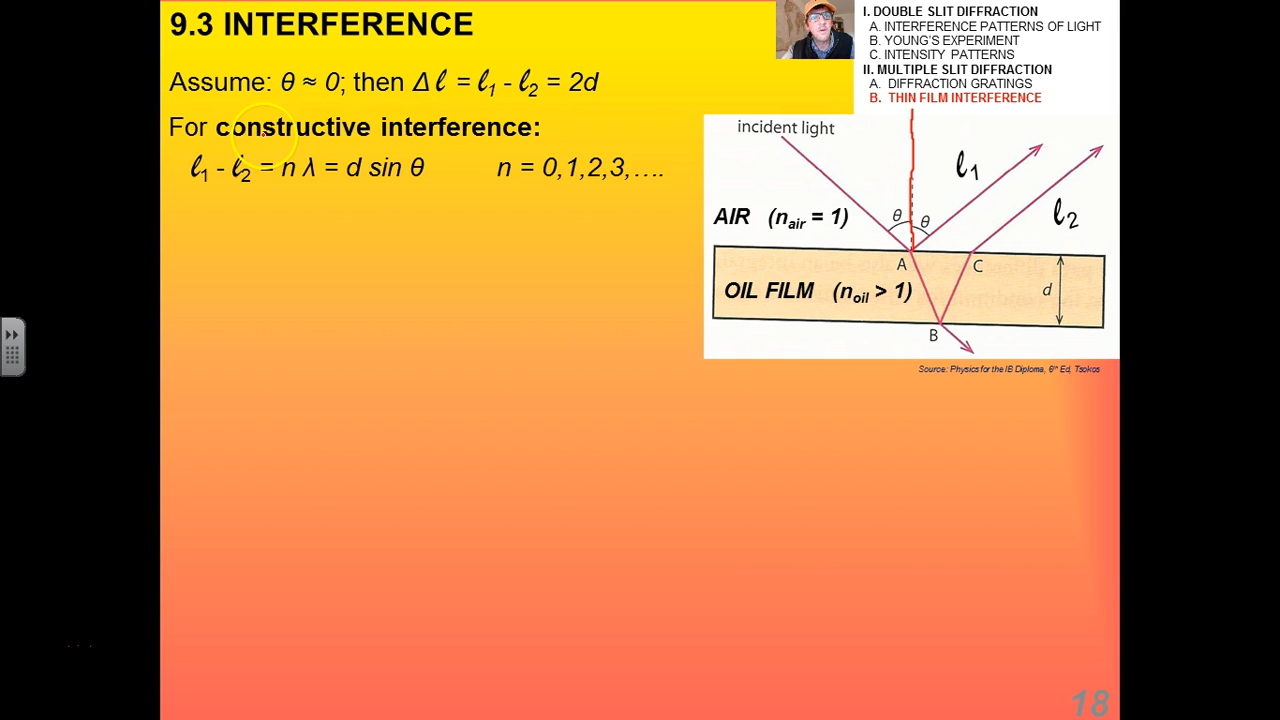 9.3 INTERFERENCE
Assume: θ ≈ 0; then Δℓ = ℓ₁ - ℓ₂ = 2d
For constructive interference:
ℓ₁ - ℓ₂ = n λ = d sin θ n = 0,1,2,3,….
I. DOUBLE SLIT DIFFRACTION
A. INTERFERENCE PATTERNS OF LIGHT
B. YOUNG'S EXPERIMENT
C. INTENSITY PATTERNS
II. MULTIPLE SLIT DIFFRACTION
A. DIFFRACTION GRATINGS
B. THIN FILM INTERFERENCE
incident light
ℓ₁
ℓ₂
AIR (nair = 1)
θ θ
A C
OIL FILM (noil > 1)
d
B
Source: Physics for the IB Diploma, 6th Ed, Tsokos
18